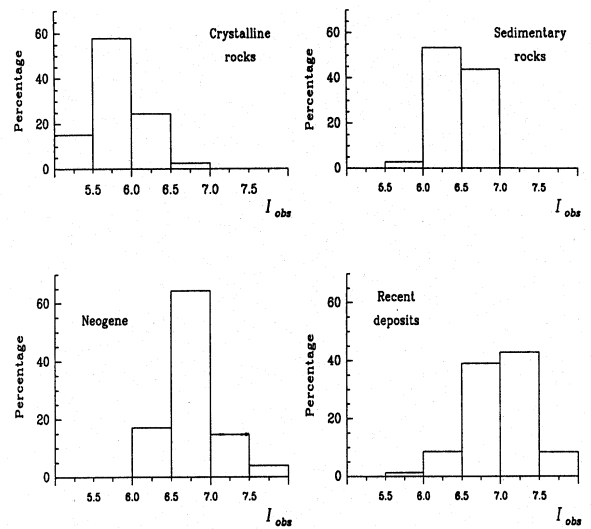 Crystalline
rocks
Percentage
60
40
20
0
5.5 6.0 6.5 7.0 7.5
I obs
Sedimentary
rocks
Percentage
60
40
20
0
5.5 6.0 6.5 7.0 7.5
I obs
Neogene
Percentage
60
40
20
0
5.5 6.0 6.5 7.0 7.5
I obs
Recent
deposits
Percentage
60
40
20
0
5.5 6.0 6.5 7.0 7.5
I obs